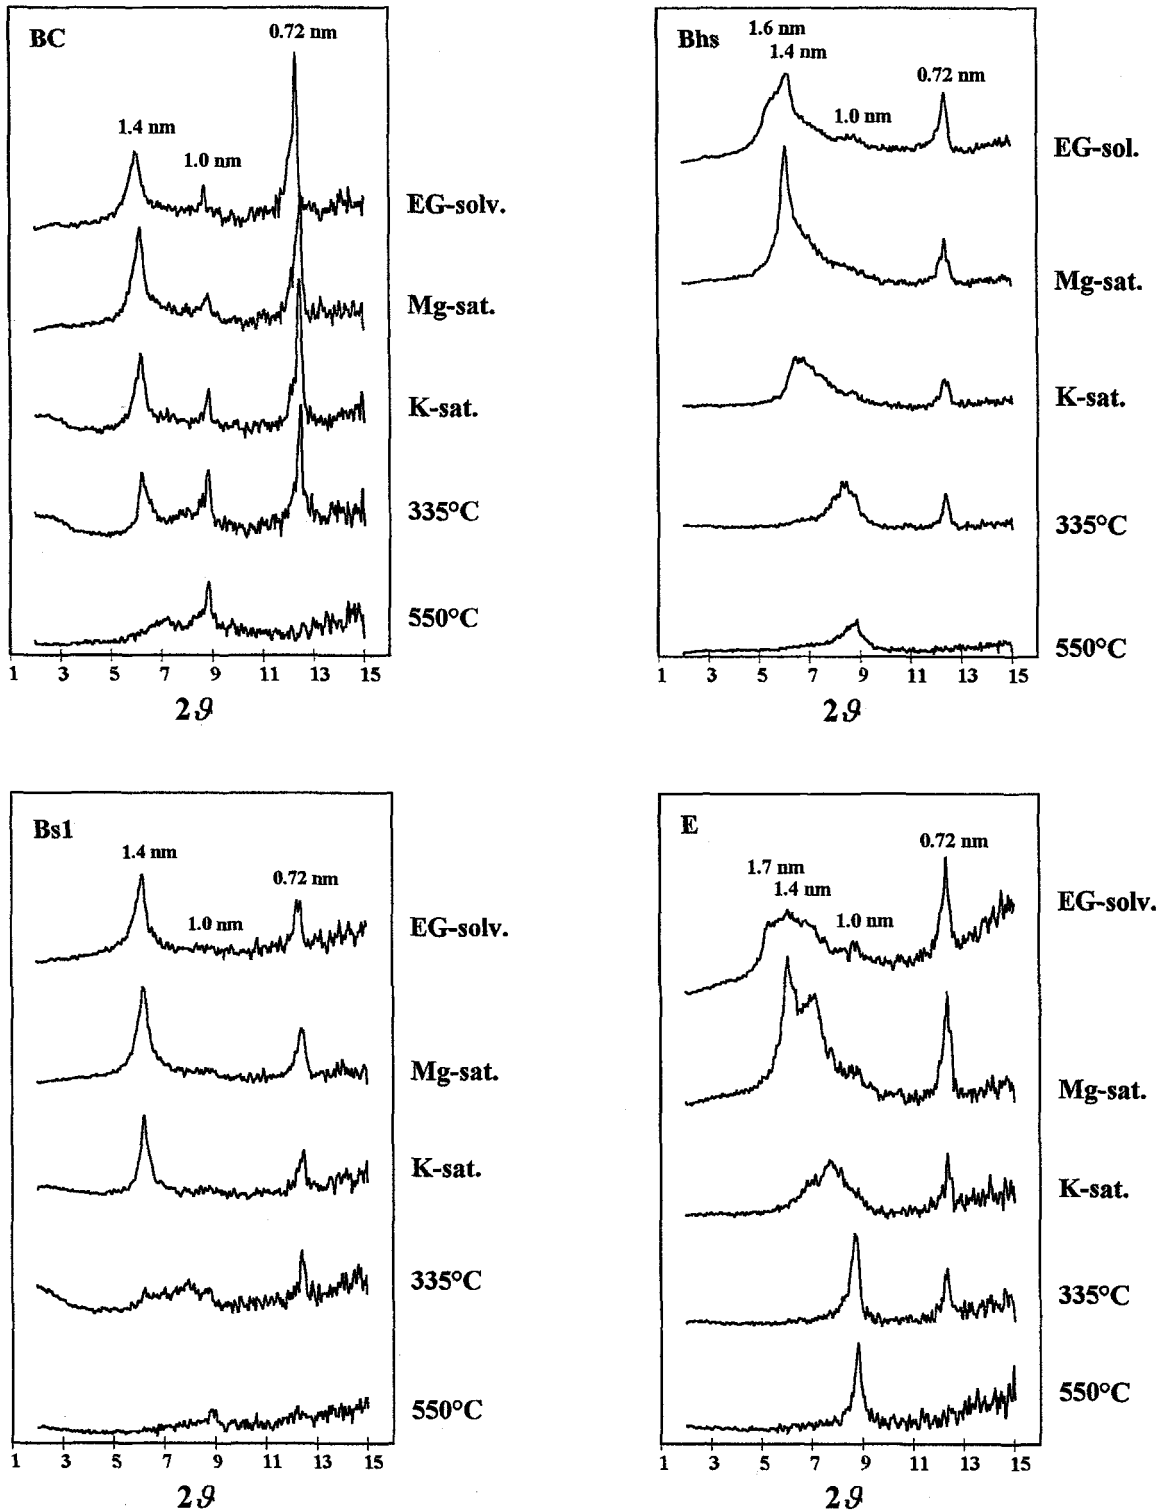 BC
0.72 nm
1.4 nm
1.0 nm
EG-solv.
Mg-sat.
K-sat.
335°C
550°C
1 3 5 7 9 11 13 15
2ϑ
Bhs
1.6 nm
1.4 nm
0.72 nm
1.0 nm
EG-sol.
Mg-sat.
K-sat.
335°C
550°C
1 3 5 7 9 11 13 15
2ϑ
Bs1
1.4 nm
0.72 nm
1.0 nm
EG-solv.
Mg-sat.
K-sat.
335°C
550°C
1 3 5 7 9 11 13 15
2ϑ
E
0.72 nm
1.7 nm
1.4 nm
1.0 nm
EG-solv.
Mg-sat.
K-sat.
335°C
550°C
1 3 5 7 9 11 13 15
2ϑ